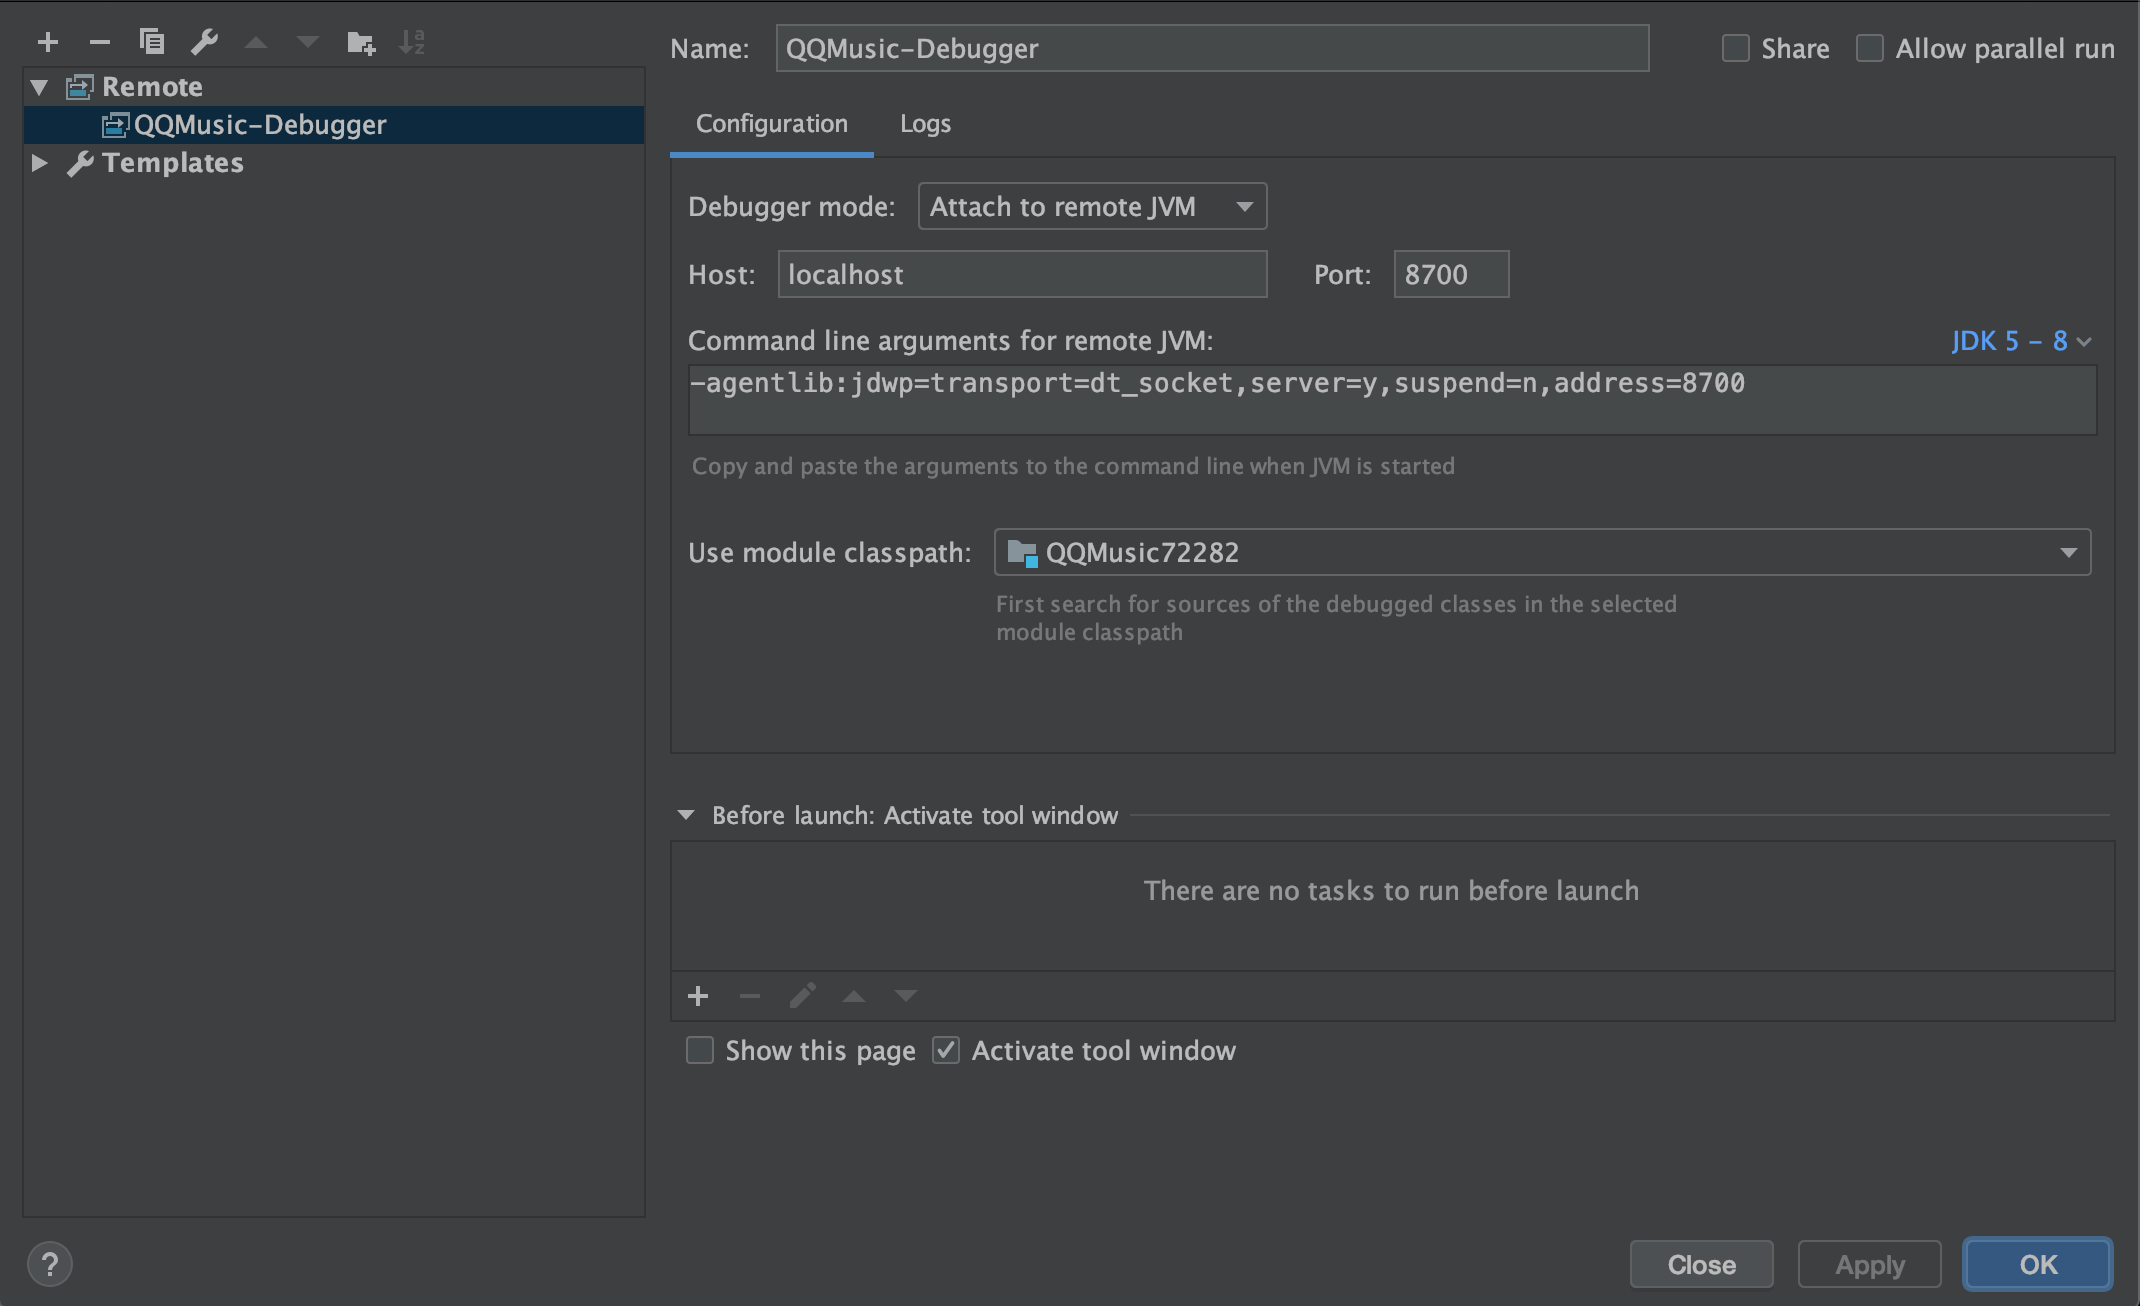 Remote
QQMusic-Debugger
Templates
Name: QQMusic-Debugger Share Allow parallel run
Configuration Logs
Debugger mode: Attach to remote JVM
Host: localhost Port: 8700
Command line arguments for remote JVM: JDK 5 - 8
-agentlib:jdwp=transport=dt_socket,server=y,suspend=n,address=8700
Copy and paste the arguments to the command line when JVM is started
Use module classpath: QQMusic72282
First search for sources of the debugged classes in the selected
module classpath
Before launch: Activate tool window
There are no tasks to run before launch
Show this page Activate tool window
? Close Apply OK